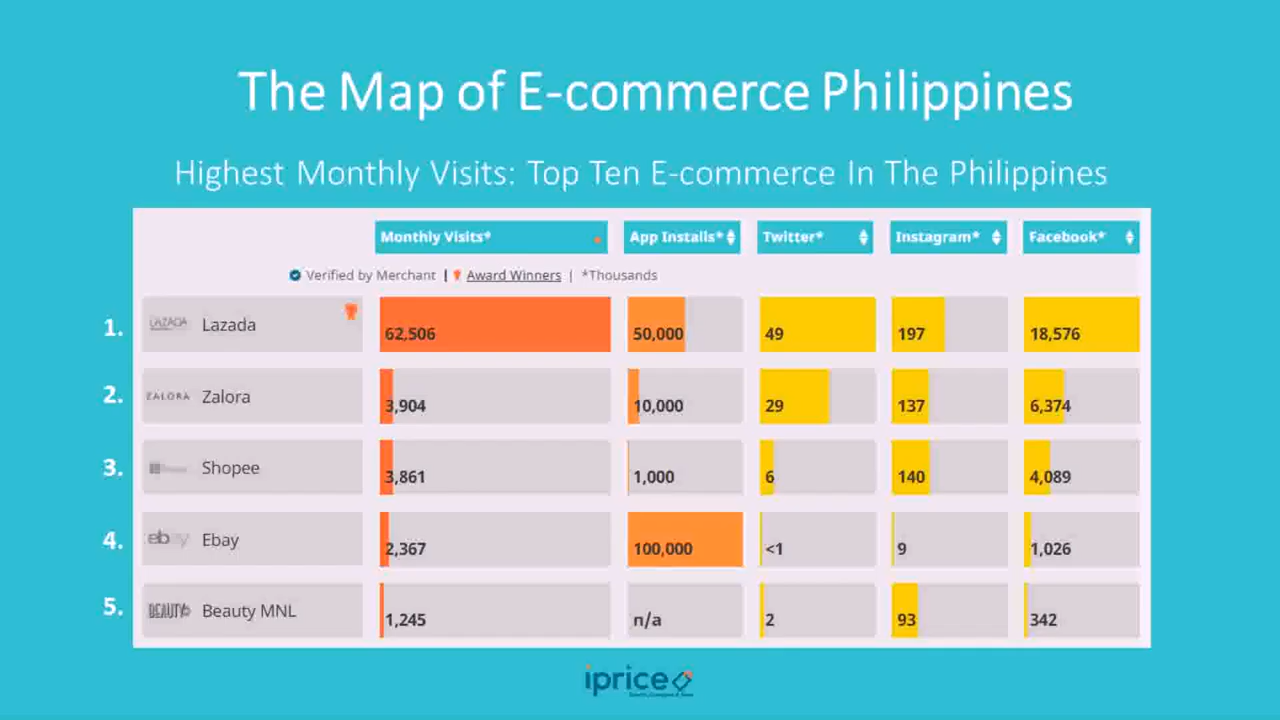 The Map of E-commerce Philippines
Highest Monthly Visits: Top Ten E-commerce In The Philippines
Monthly Visits* App Installs* Twitter* Instagram* Facebook*
Verified by Merchant | Award Winners | *Thousands
1. LAZADA Lazada 62,506 50,000 49 197 18,576
2. ZALORA Zalora 3,904 10,000 29 137 6,374
3. Shopee 3,861 1,000 6 140 4,089
4. ebay Ebay 2,367 100,000 <1 9 1,026
5. BEAUTY Beauty MNL 1,245 n/a 2 93 342
iprice